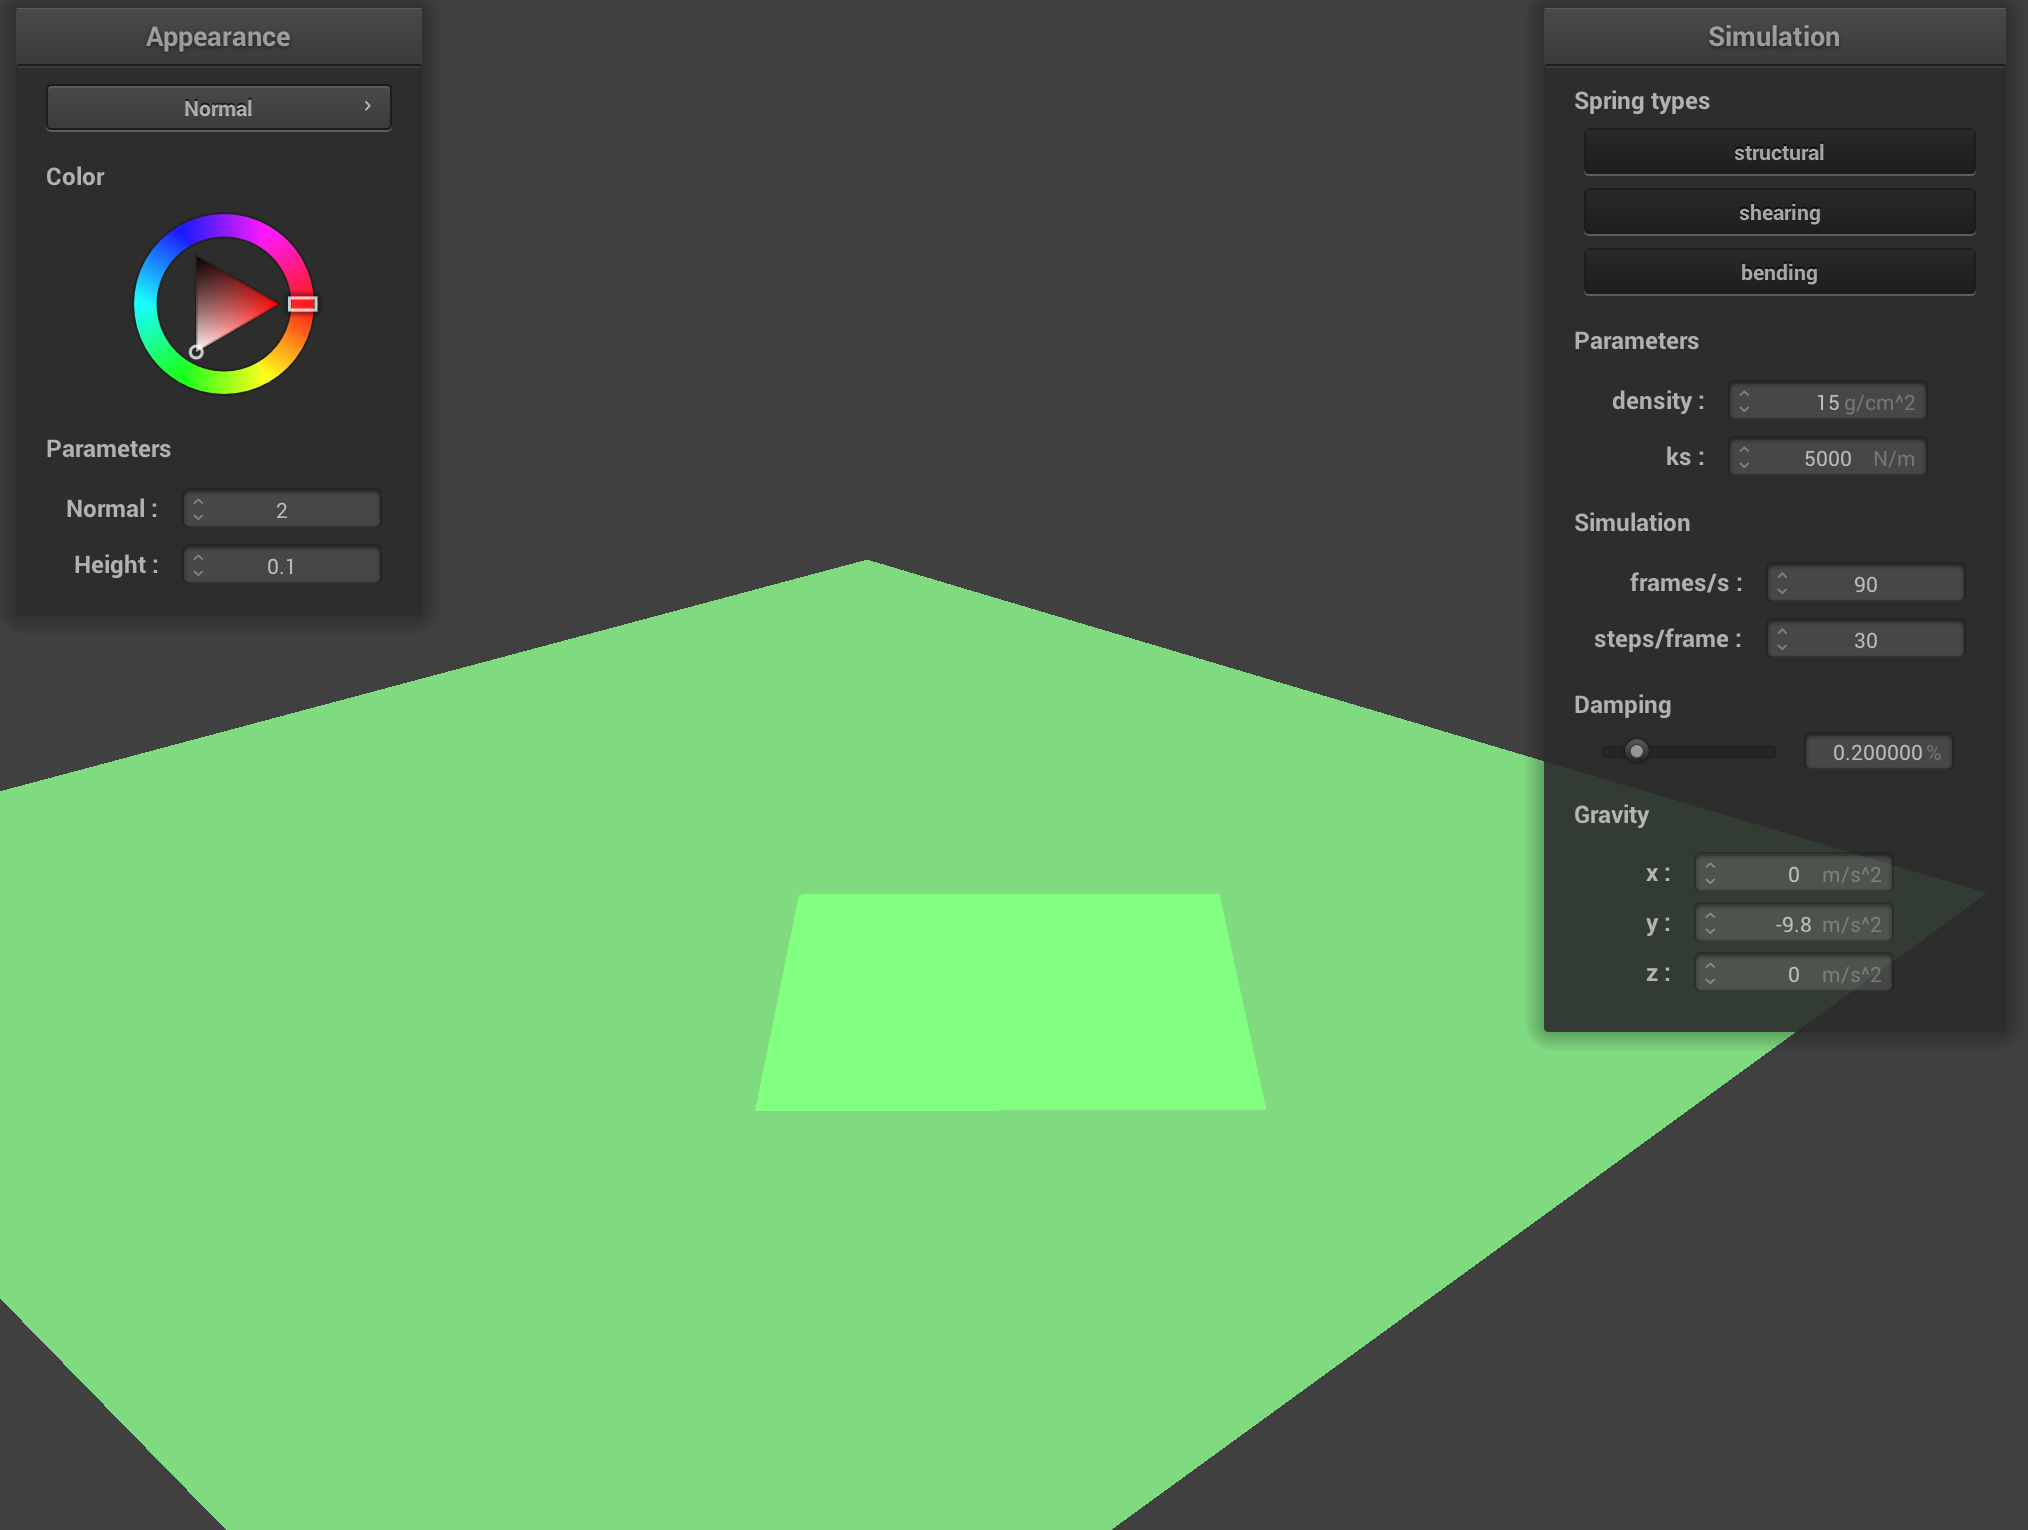 Appearance
Normal
Color
Parameters
Normal : 2
Height : 0.1
Simulation
Spring types
structural
shearing
bending
Parameters
density : 15 g/cm^2
ks : 5000 N/m
Simulation
frames/s : 90
steps/frame : 30
Damping
0.200000 %
Gravity
x : 0 m/s^2
y : -9.8 m/s^2
z : 0 m/s^2